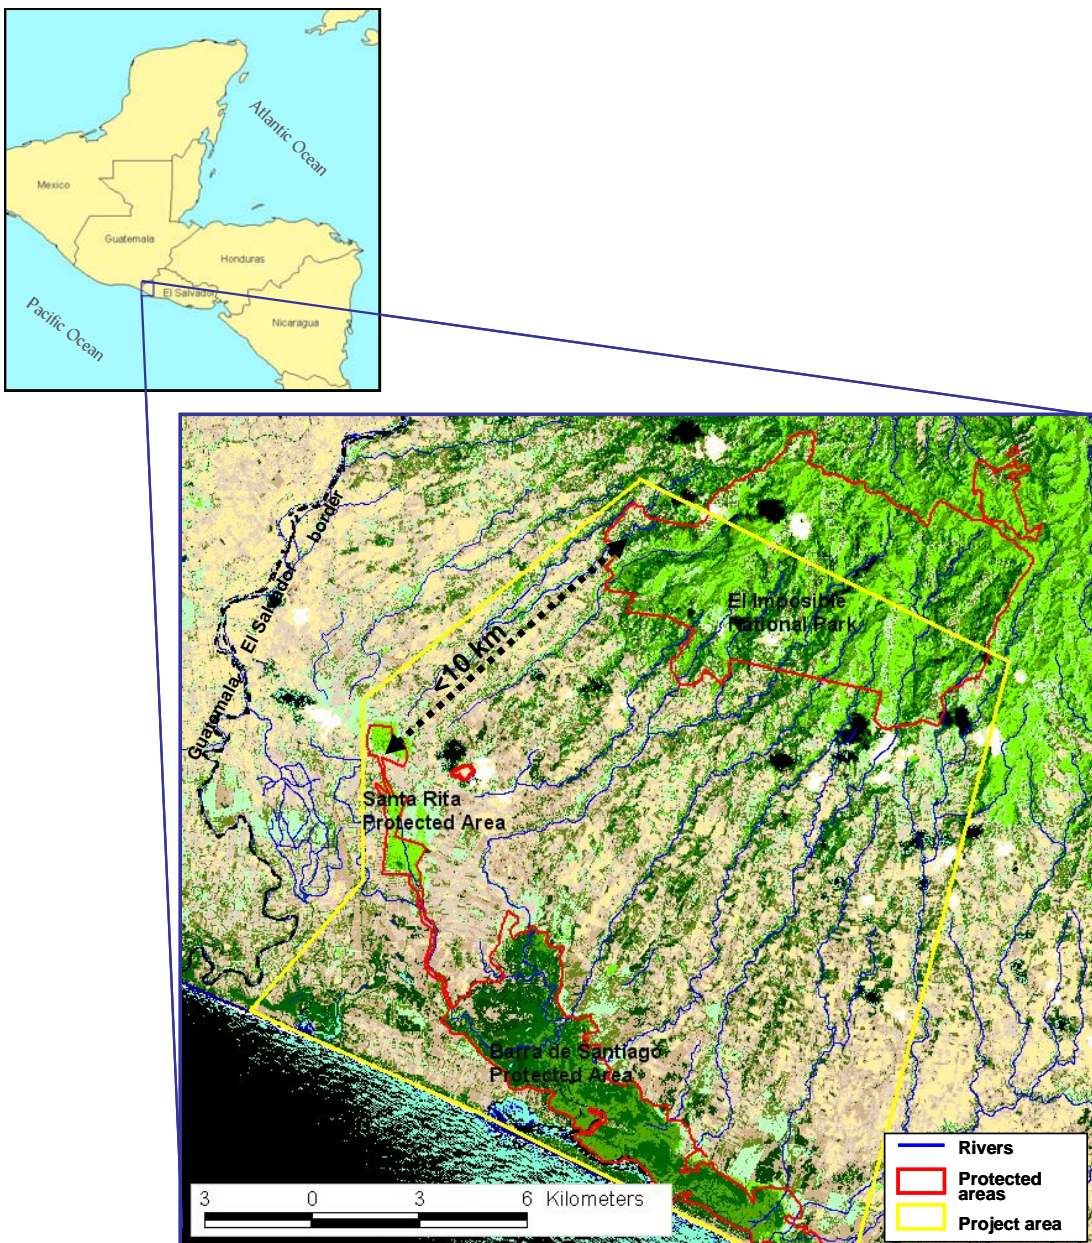 Atlantic Ocean
Mexico
Guatemala
Honduras
El Salvador
Nicaragua
Pacific Ocean
Guatemala El Salvador border
<10 km
El Imposible
National Park
Santa Rita
Protected Area
Barra de Santiago
Protected Area
3 0 3 6 Kilometers
Rivers
Protected
areas
Project area